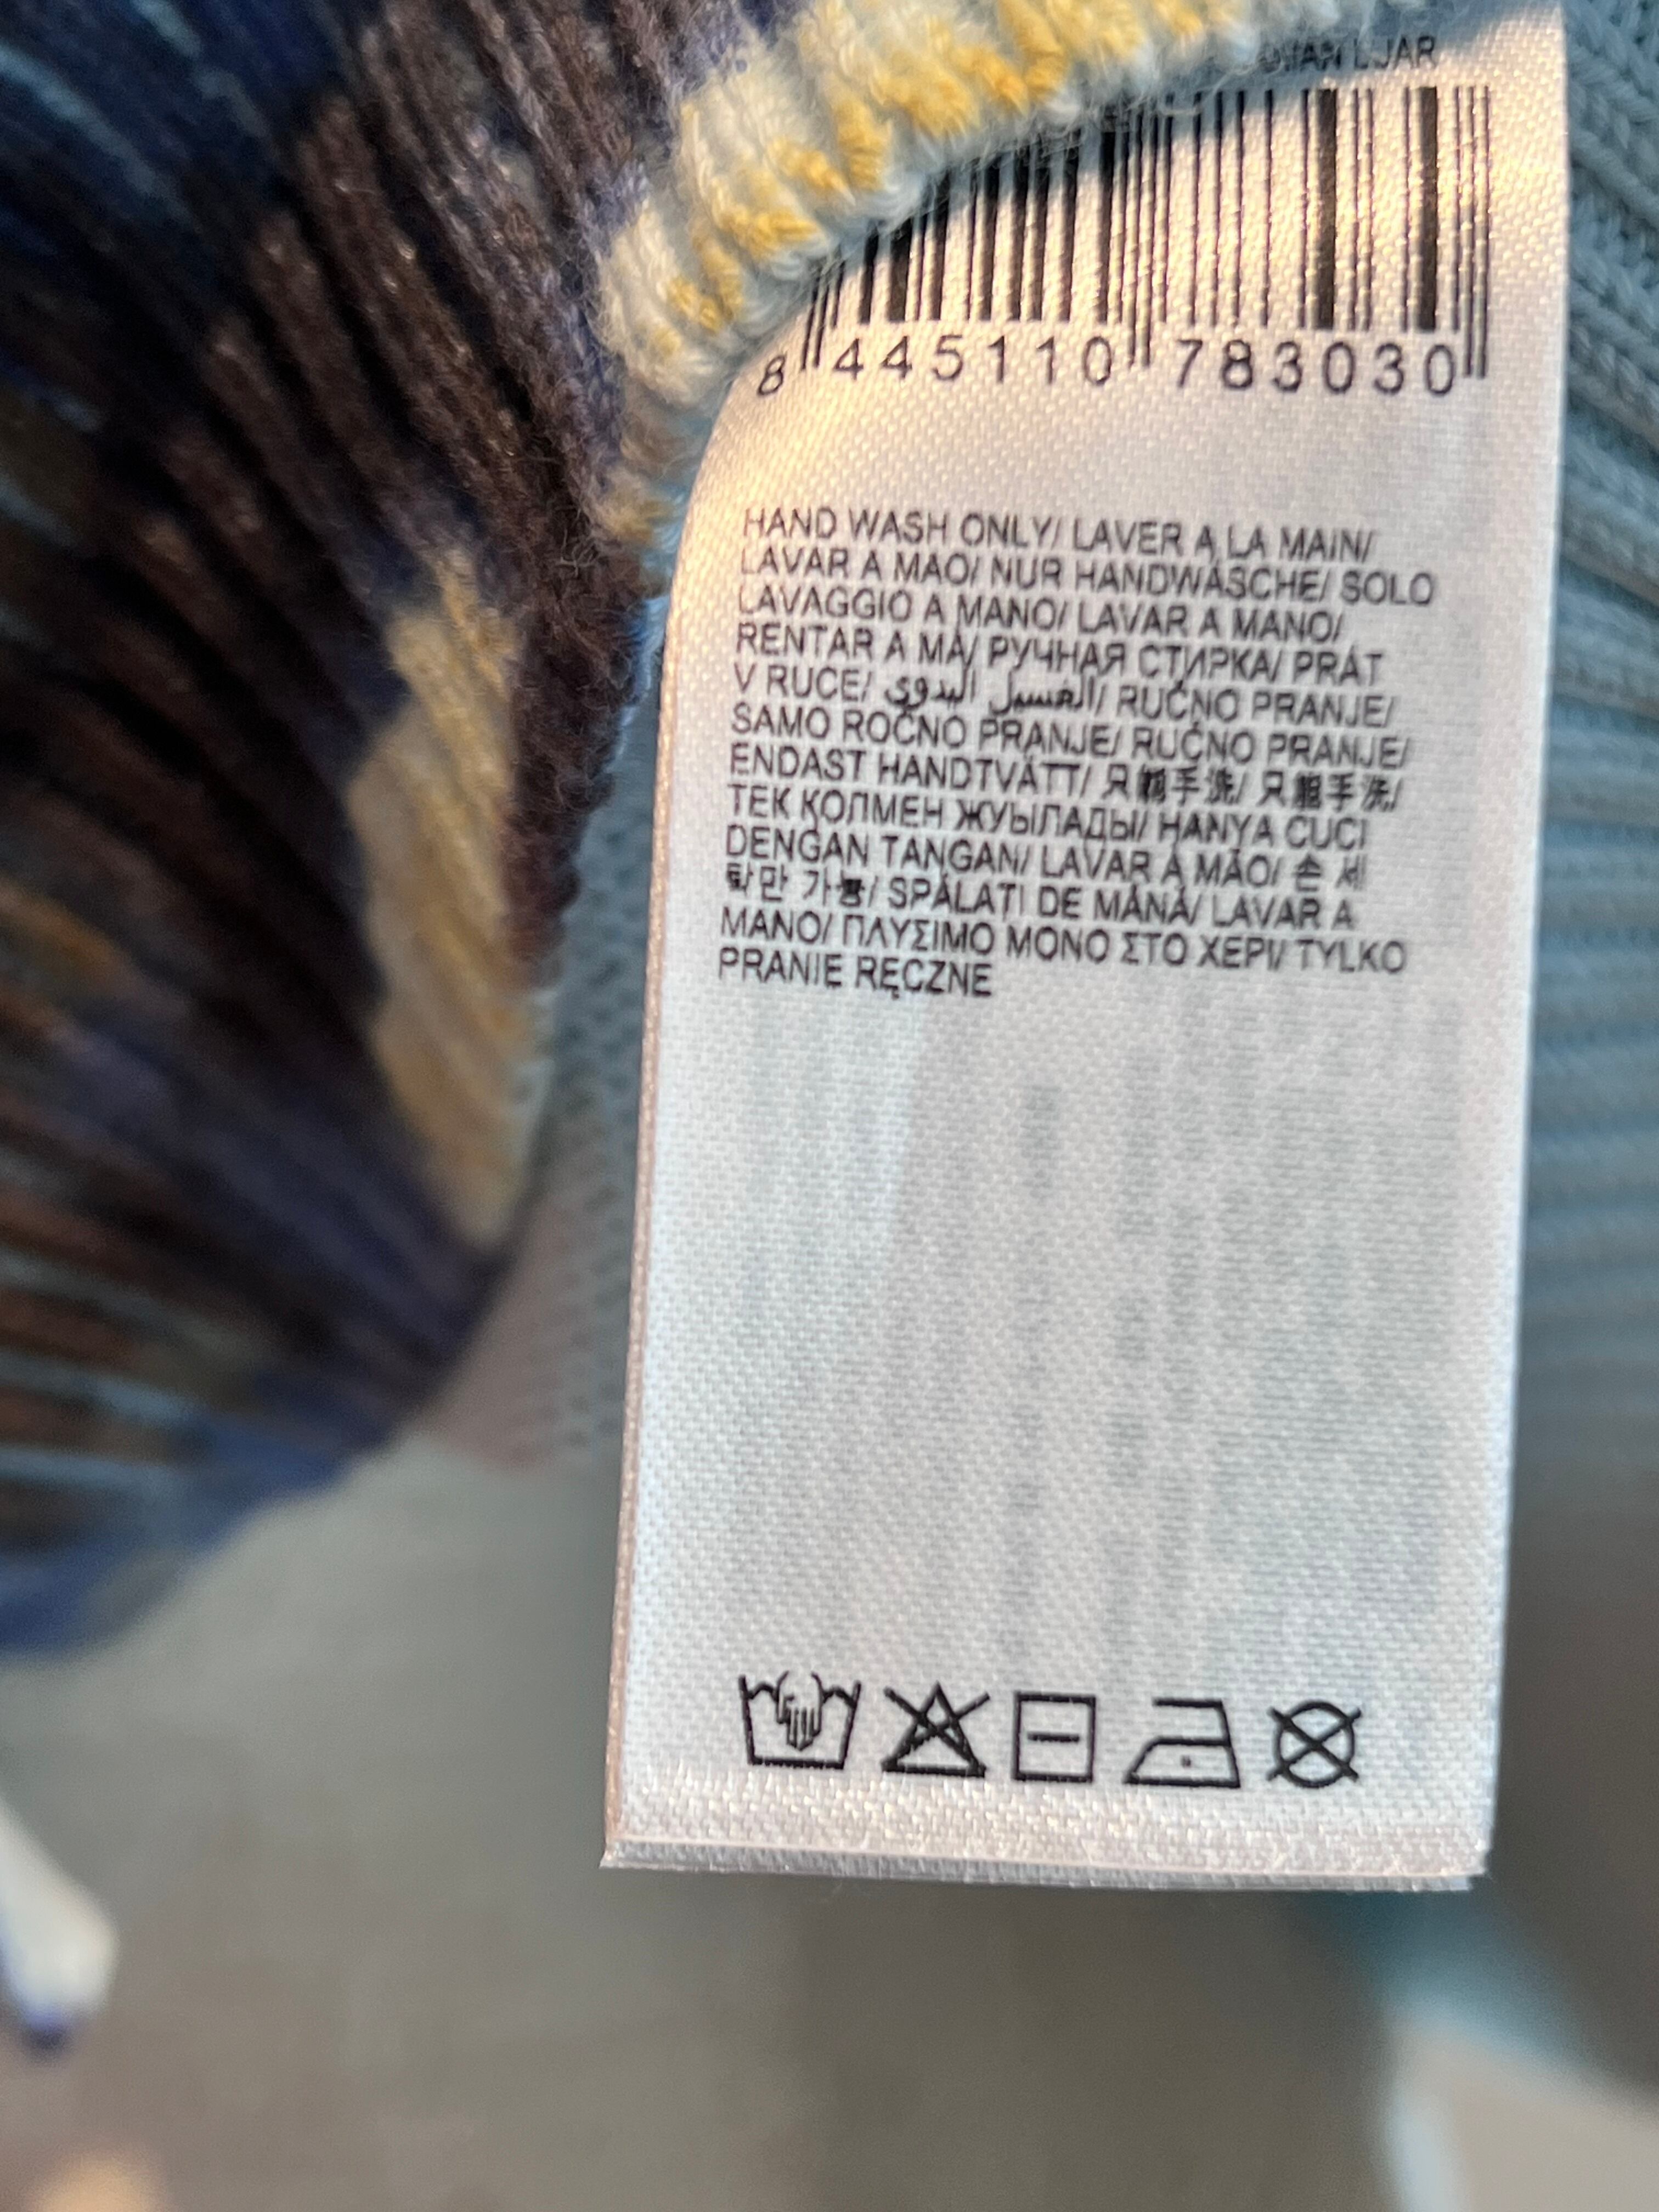 8 445110 783030
HAND WASH ONLY/ LAVER A LA MAIN/
LAVAR A MAO/ NUR HANDWÄSCHE/ SOLO
LAVAGGIO A MANO/ LAVAR A MANO/
RENTAR A MÀ/ РУЧНАЯ СТИРКА/ PRÁT
V RUCE/ الغسيل اليدوي/ RUČNO PRANJE/
SAMO ROČNO PRANJE/ RUČNO PRANJE/
ENDAST HANDTVÄTT/ 只能手洗/ 只能手洗/
ТЕК ҚОЛМЕН ЖУЫЛАДЫ/ HANYA CUCI
DENGAN TANGAN/ LAVAR À MÃO/ 손 세
탁만 가능/ SPĂLAȚI DE MÂNĂ/ LAVAR A
MANO/ ΠΛΥΣΙΜΟ ΜΟΝΟ ΣΤΟ ΧΕΡΙ/ TYLKO
PRANIE RĘCZNE